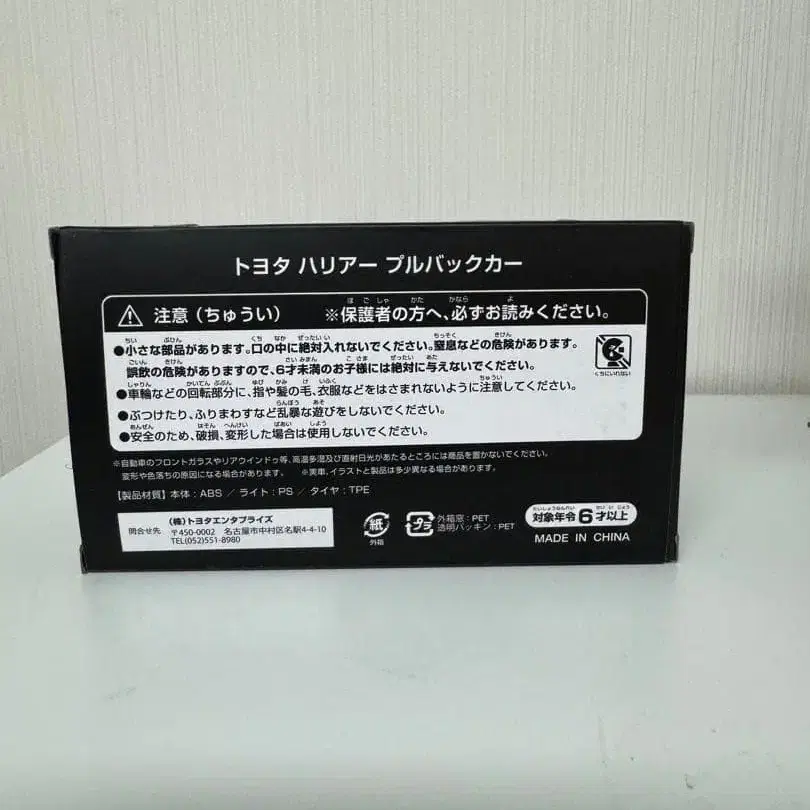 トヨタ ハリアー プルバックカー
注意（ちゅうい） ※保護者の方へ、必ずお読みください。
●小さな部品があります。口の中に絶対入れないでください。窒息などの危険があります。
誤飲の危険がありますので、6才未満のお子様には絶対に与えないでください。
くちにいれない
●車輪などの回転部分に、指や髪の毛、衣服などをはさまれないように注意してください。
●ぶつけたり、ふりまわすなど乱暴な遊びをしないでください。
●安全のため、破損、変形した場合は使用しないでください。
※自動車のフロントガラスやリアウインドゥ等、高温多湿及び直射日光があたるところには商品を置かないでください。
変形や色落ちの原因になる場合があります。 ※実車、イラストと製品は多少異なる場合があります。
【製品材質】本体：ABS ／ ライト：PS ／ タイヤ：TPE
問合せ先
（株）トヨタエンタプライズ
〒450-0002 名古屋市中村区名駅4-4-10
TEL(052)551-8980
紙
外箱
プラ
外箱窓：PET
透明パッキン：PET
対象年令6才以上
MADE IN CHINA